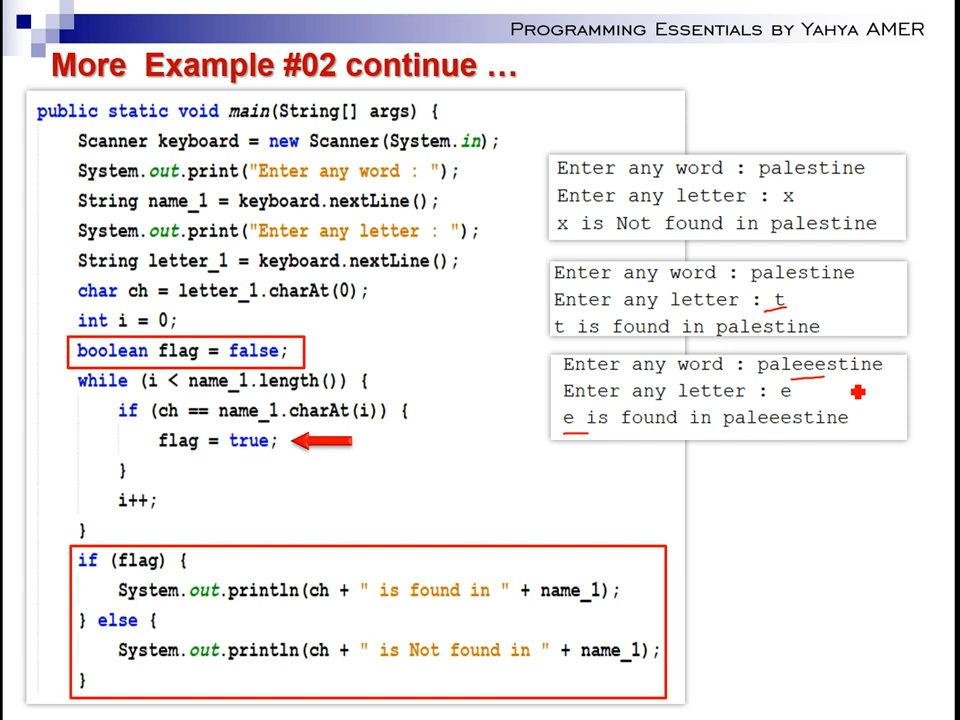 Programming Essentials by Yahya AMER
More Example #02 continue …
public static void main(String[] args) {
Scanner keyboard = new Scanner(System.in);
System.out.print("Enter any word : ");
String name_1 = keyboard.nextLine();
System.out.print("Enter any letter : ");
String letter_1 = keyboard.nextLine();
char ch = letter_1.charAt(0);
int i = 0;
boolean flag = false;
while (i < name_1.length()) {
if (ch == name_1.charAt(i)) {
flag = true;
}
i++;
}
if (flag) {
System.out.println(ch + " is found in " + name_1);
} else {
System.out.println(ch + " is Not found in " + name_1);
}
Enter any word : palestine
Enter any letter : x
x is Not found in palestine
Enter any word : palestine
Enter any letter : t
t is found in palestine
Enter any word : paleeestine
Enter any letter : e
e is found in paleeestine